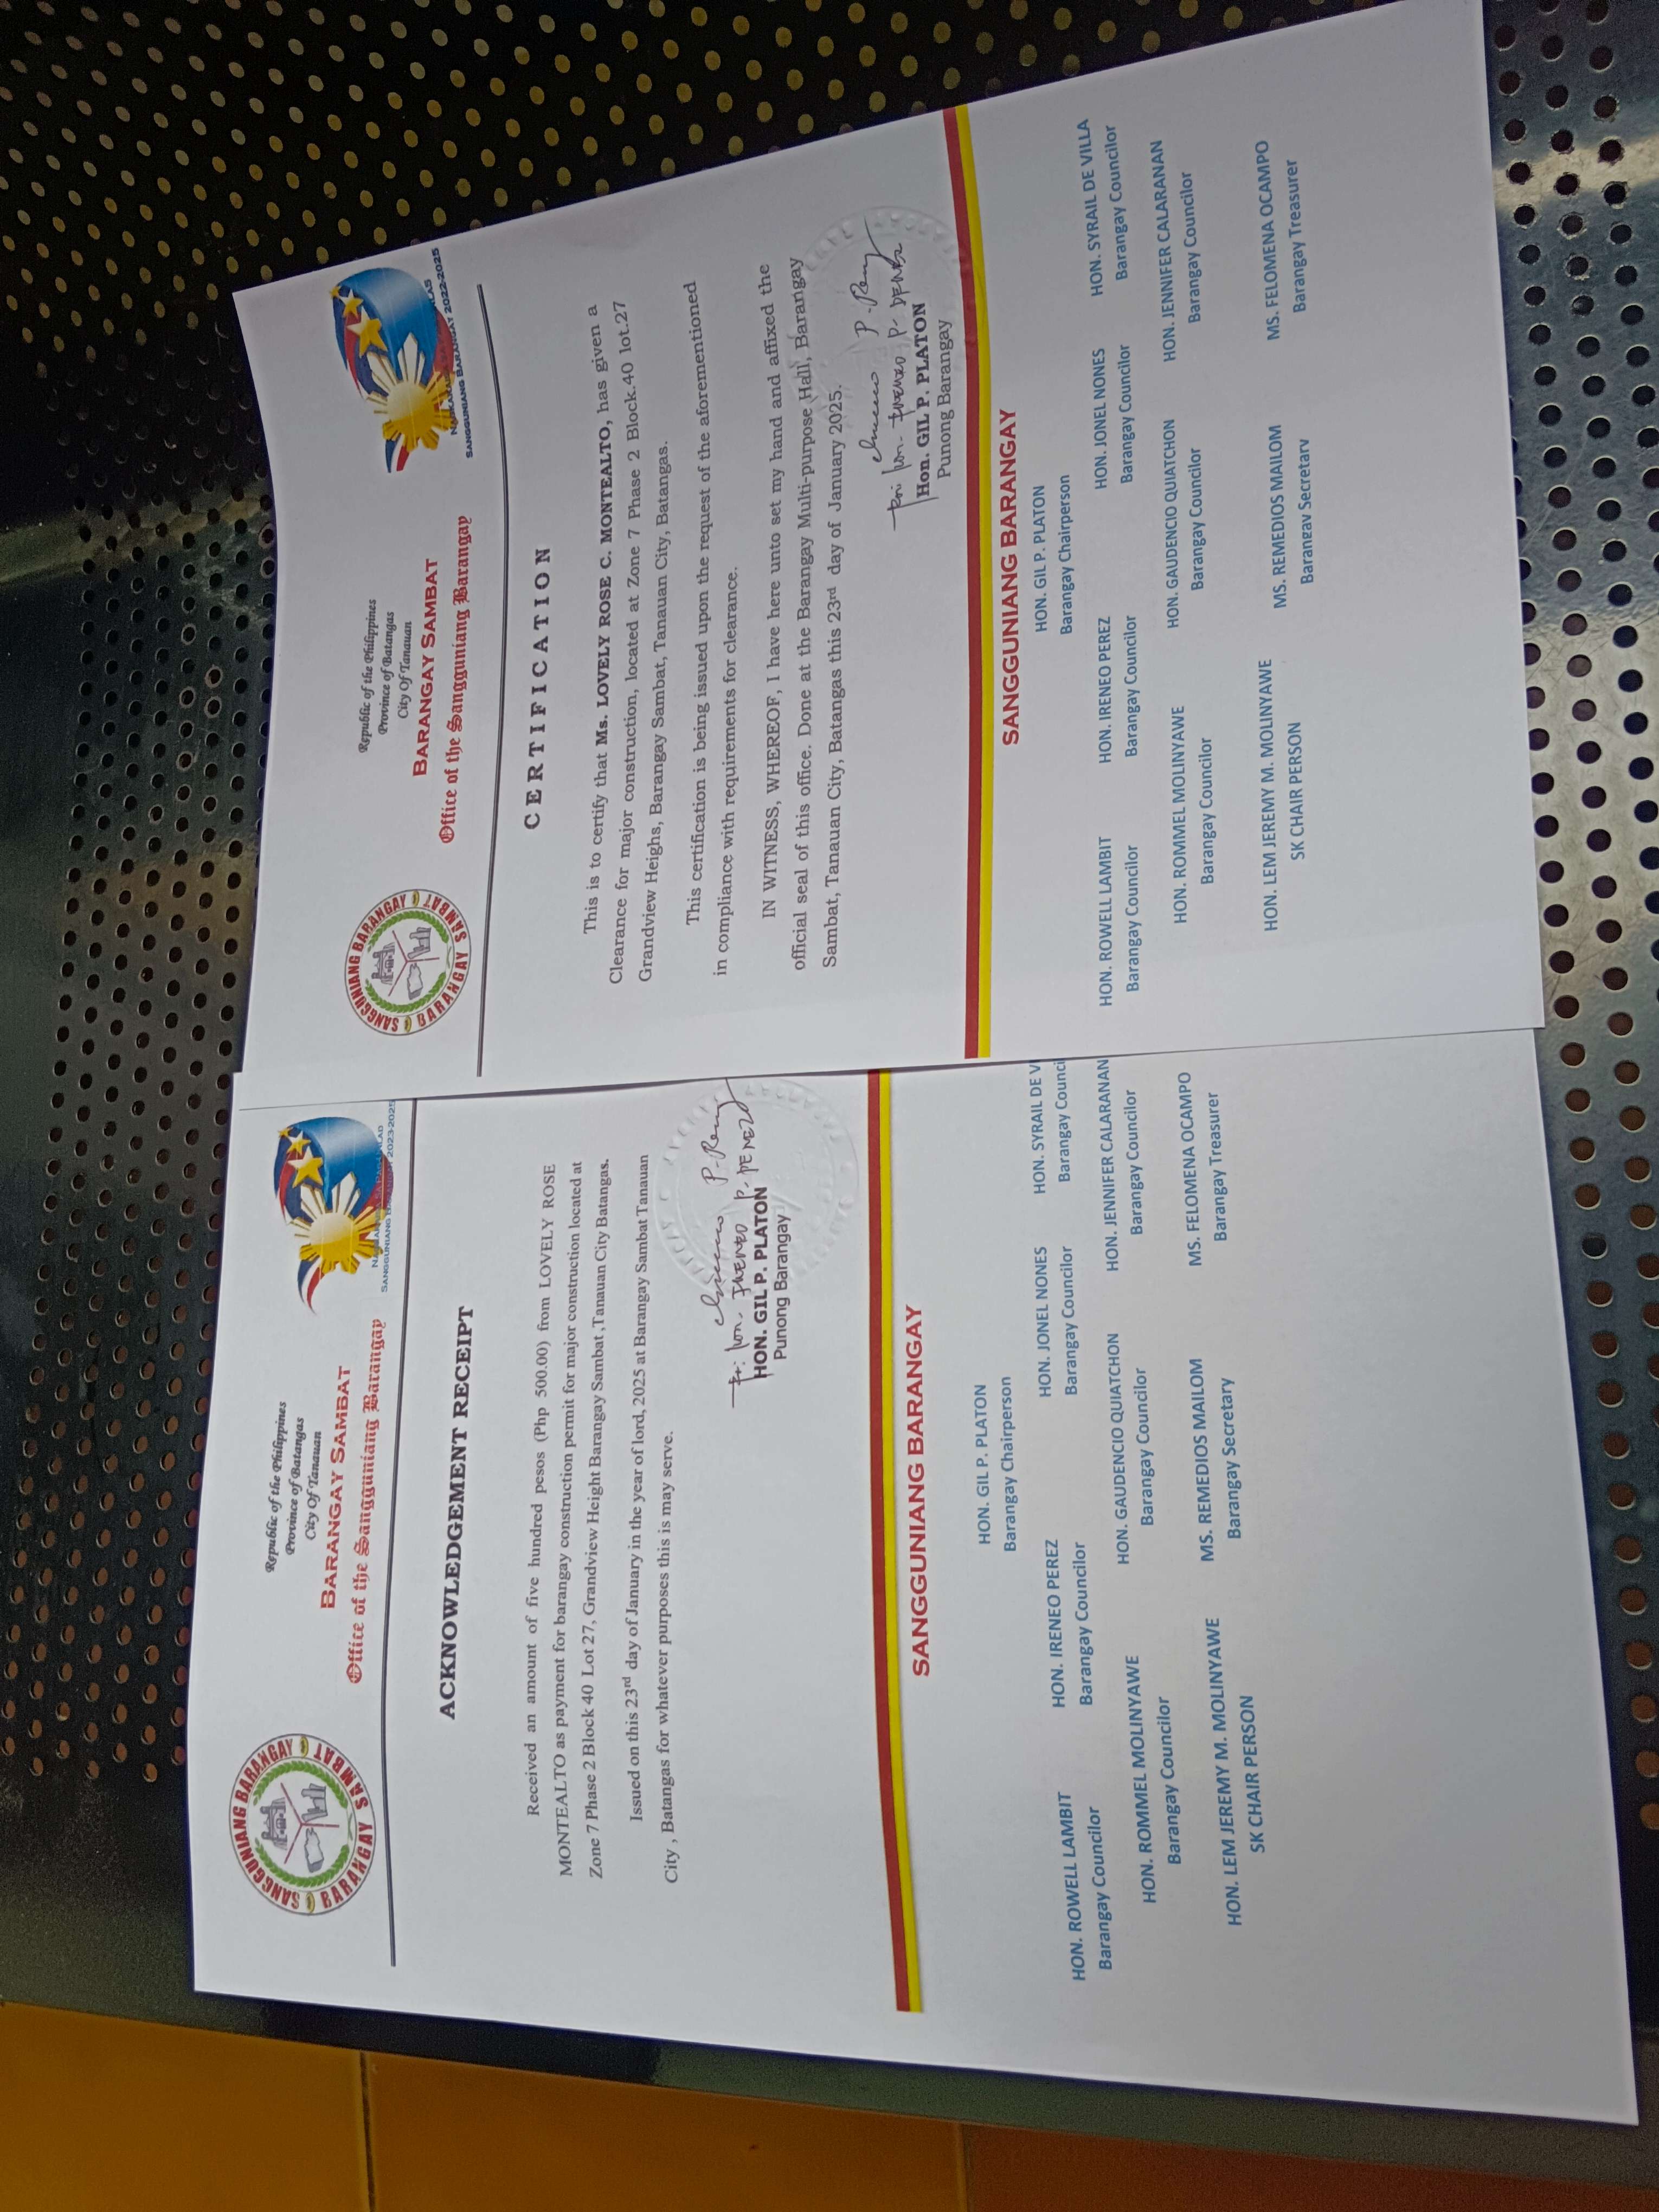 SANGGUNIANG BARANGAY
BARANGAY SAMBAT
Republic of the Philippines
Province of Batangas
City Of Tanauan
BARANGAY SAMBAT
Office of the Sangguniang Barangay
SANGGUNIANG BARANGAY 2023-2025
ACKNOWLEDGEMENT RECEIPT
Received an amount of five hundred pesos (Php 500.00) from LOVELY ROSE
MONTEALTO as payment for barangay construction permit for major construction located at
Zone 7 Phase 2 Block 40 Lot 27, Grandview Height Barangay Sambat ,Tanauan City Batangas.
Issued on this 23rd day of January in the year of lord, 2025 at Barangay Sambat Tanauan
City , Batangas for whatever purposes this is may serve.
HON. GIL P. PLATON
Punong Barangay
SANGGUNIANG BARANGAY
HON. GIL P. PLATON
Barangay Chairperson
HON. ROWELL LAMBIT HON. IRENEO PEREZ HON. JONEL NONES HON. SYRAIL DE V
Barangay Councilor Barangay Councilor Barangay Councilor Barangay Counci
HON. ROMMEL MOLINYAWE HON. GAUDENCIO QUIATCHON HON. JENNIFER CALARANAN
Barangay Councilor Barangay Councilor Barangay Councilor
HON. LEM JEREMY M. MOLINYAWE MS. REMEDIOS MAILOM MS. FELOMENA OCAMPO
SK CHAIR PERSON Barangay Secretary Barangay Treasurer
SANGGUNIANG BARANGAY
BARANGAY SAMBAT
Republic of the Philippines
Province of Batangas
City Of Tanauan
BARANGAY SAMBAT
Office of the Sangguniang Barangay
SANGGUNIANG BARANGAY 2022-2025
CERTIFICATION
This is to certify that Ms. LOVELY ROSE C. MONTEALTO, has given a
Clearance for major construction, located at Zone 7 Phase 2 Block.40 lot.27
Grandview Heighs, Barangay Sambat, Tanauan City, Batangas.
This certification is being issued upon the request of the aforementioned
in compliance with requirements for clearance.
IN WITNESS, WHEREOF, I have here unto set my hand and affixed the
official seal of this office. Done at the Barangay Multi-purpose Hall, Barangay
Sambat, Tanauan City, Batangas this 23rd day of January 2025.
Hon. GIL P. PLATON
Punong Barangay
SANGGUNIANG BARANGAY
HON. GIL P. PLATON
Barangay Chairperson
HON. ROWELL LAMBIT HON. IRENEO PEREZ HON. JONEL NONES HON. SYRAIL DE VILLA
Barangay Councilor Barangay Councilor Barangay Councilor Barangay Councilor
HON. ROMMEL MOLINYAWE HON. GAUDENCIO QUIATCHON HON. JENNIFER CALARANAN
Barangay Councilor Barangay Councilor Barangay Councilor
HON. LEM JEREMY M. MOLINYAWE MS. REMEDIOS MAILOM MS. FELOMENA OCAMPO
SK CHAIR PERSON Barangay Secretary Barangay Treasurer